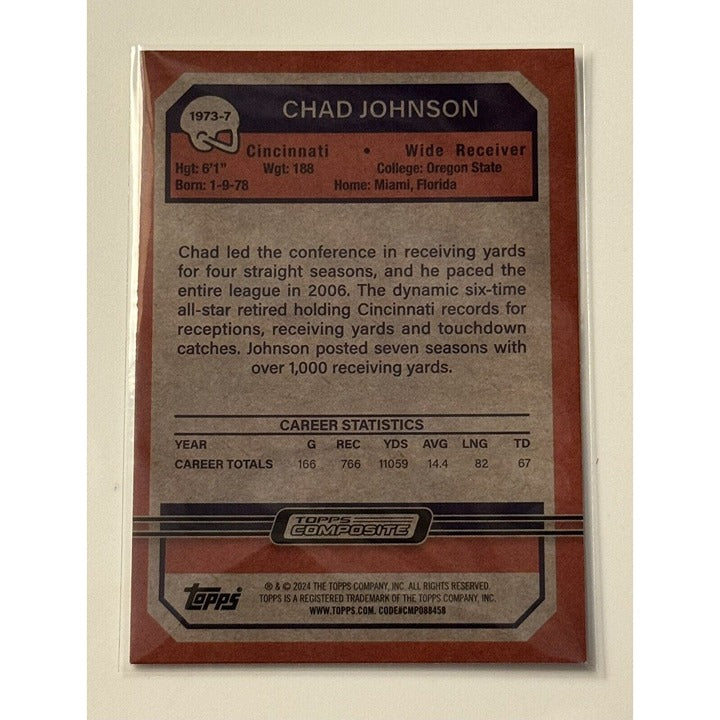 1973-7
CHAD JOHNSON
Cincinnati • Wide Receiver
Hgt: 6'1" Wgt: 188 College: Oregon State
Born: 1-9-78 Home: Miami, Florida
Chad led the conference in receiving yards
for four straight seasons, and he paced the
entire league in 2006. The dynamic six-time
all-star retired holding Cincinnati records for
receptions, receiving yards and touchdown
catches. Johnson posted seven seasons with
over 1,000 receiving yards.
CAREER STATISTICS
YEAR G REC YDS AVG LNG TD
CAREER TOTALS 166 766 11059 14.4 82 67
TOPPS
COMPOSITE
topps
® & © 2024 THE TOPPS COMPANY, INC. ALL RIGHTS RESERVED.
TOPPS IS A REGISTERED TRADEMARK OF THE TOPPS COMPANY, INC.
WWW.TOPPS.COM. CODE#CMP088458